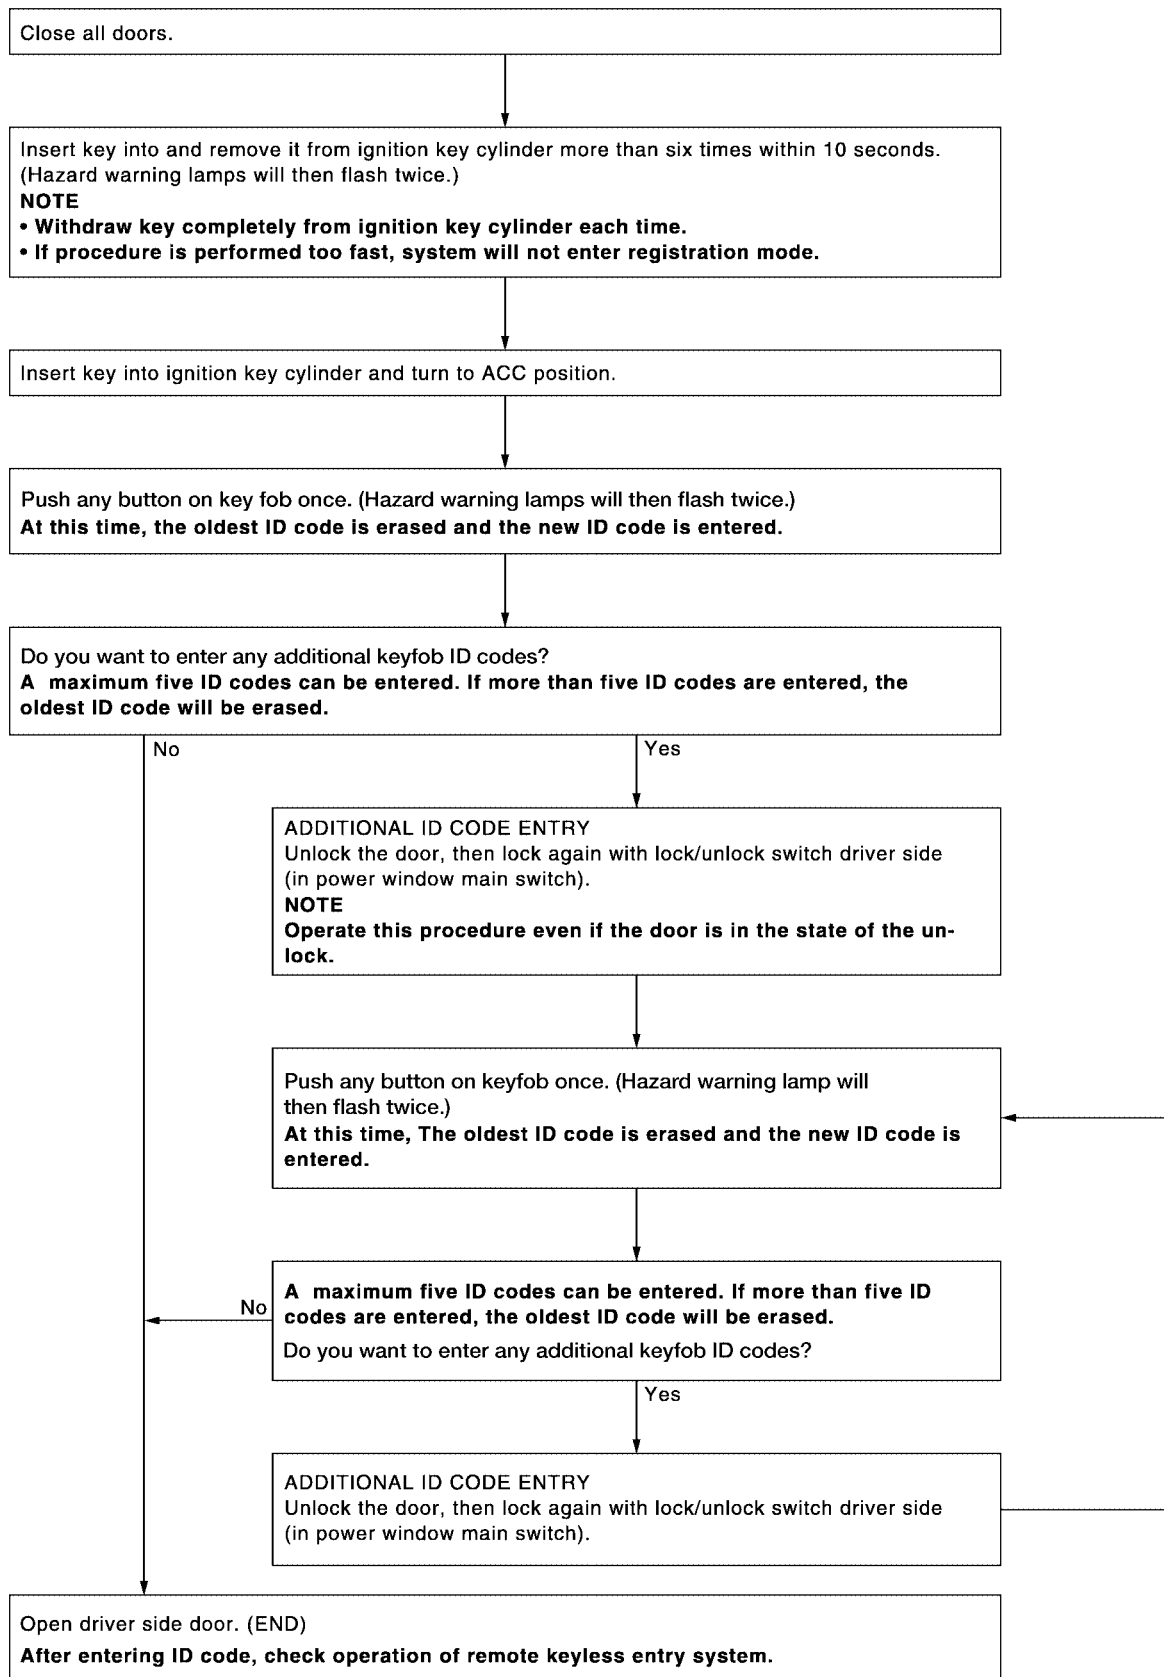 Close all doors.
Insert key into and remove it from ignition key cylinder more than six times within 10 seconds.
(Hazard warning lamps will then flash twice.)
NOTE
• Withdraw key completely from ignition key cylinder each time.
• If procedure is performed too fast, system will not enter registration mode.
Insert key into ignition key cylinder and turn to ACC position.
Push any button on key fob once. (Hazard warning lamps will then flash twice.)
At this time, the oldest ID code is erased and the new ID code is entered.
Do you want to enter any additional keyfob ID codes?
A maximum five ID codes can be entered. If more than five ID codes are entered, the
oldest ID code will be erased.
No
Yes
ADDITIONAL ID CODE ENTRY
Unlock the door, then lock again with lock/unlock switch driver side
(in power window main switch).
NOTE
Operate this procedure even if the door is in the state of the un-
lock.
Push any button on keyfob once. (Hazard warning lamp will
then flash twice.)
At this time, The oldest ID code is erased and the new ID code is
entered.
No
A maximum five ID codes can be entered. If more than five ID
codes are entered, the oldest ID code will be erased.
Do you want to enter any additional keyfob ID codes?
Yes
ADDITIONAL ID CODE ENTRY
Unlock the door, then lock again with lock/unlock switch driver side
(in power window main switch).
Open driver side door. (END)
After entering ID code, check operation of remote keyless entry system.